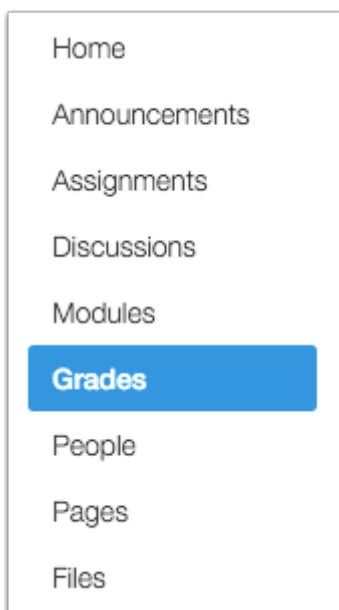 Home
Announcements
Assignments
Discussions
Modules
Grades
People
Pages
Files